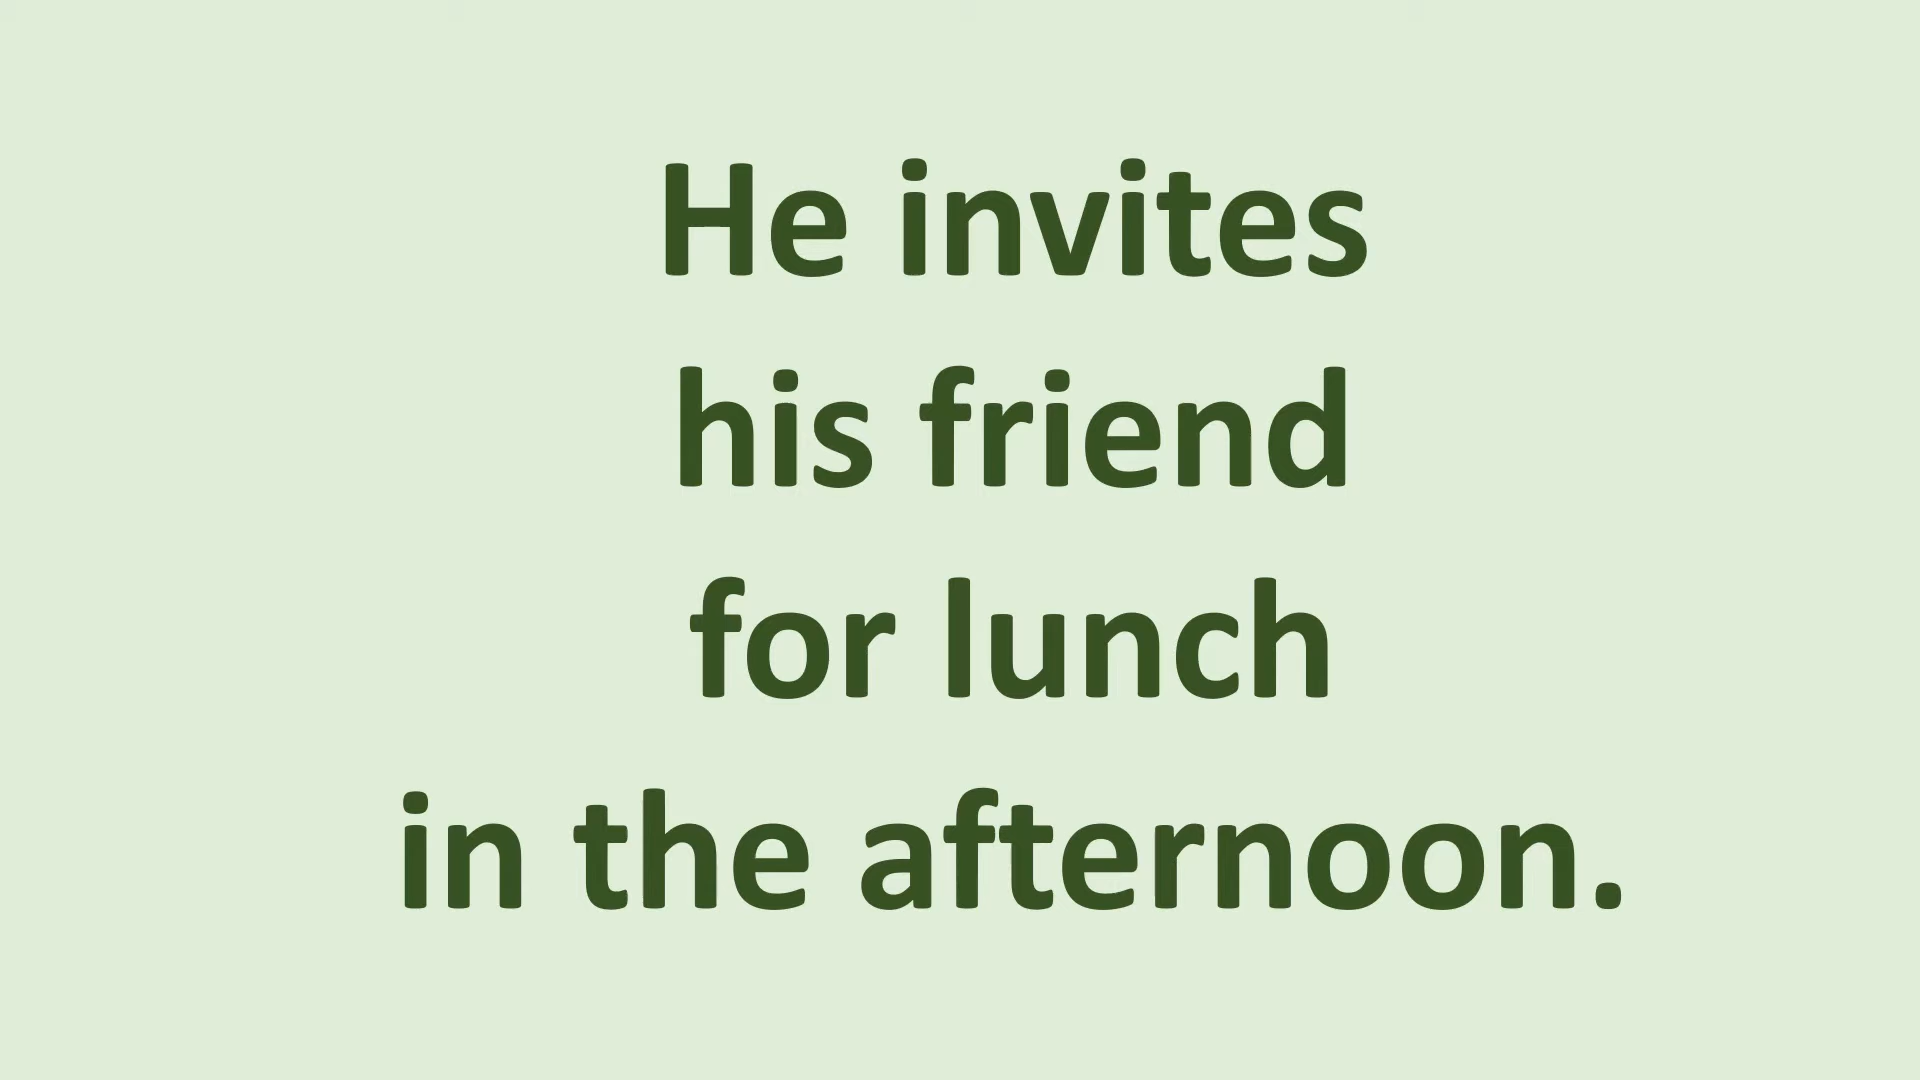 He invites
his friend
for lunch
in the afternoon.